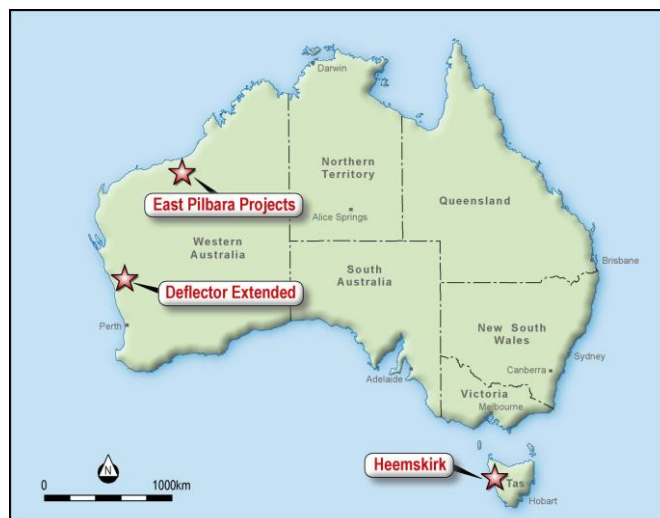 Darwin
Northern
Territory
East Pilbara Projects
Alice Springs
Queensland
Western
Australia
South
Australia
Brisbane
Deflector Extended
Perth
New South
Wales
Sydney
Canberra
Adelaide
Victoria
Melbourne
Heemskirk
Tas
Hobart
N
0 1000km